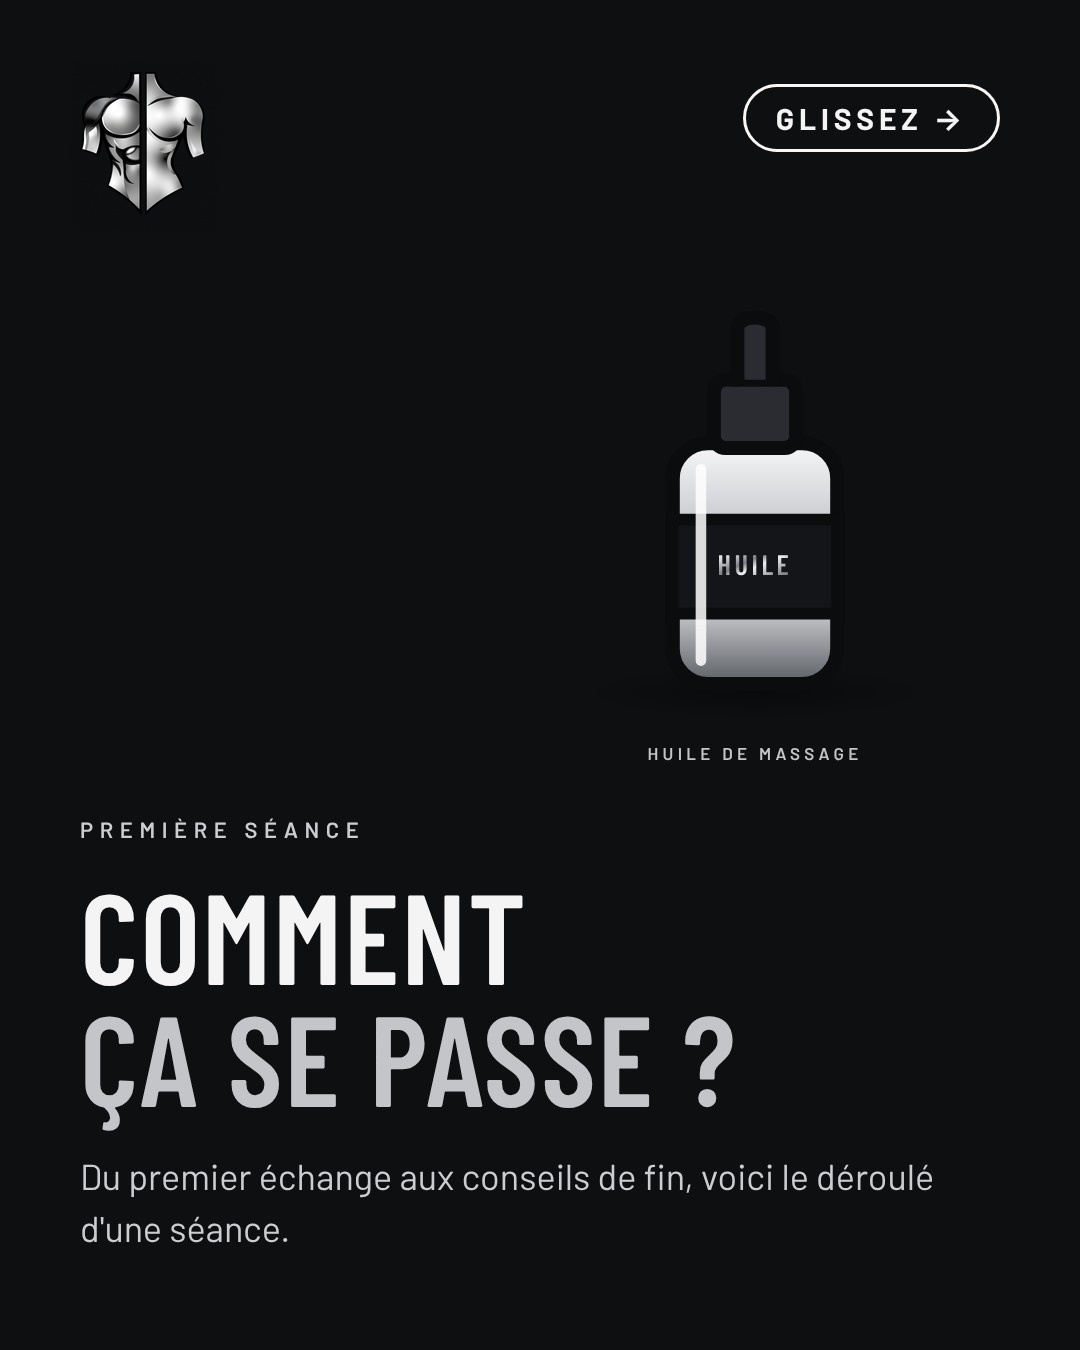 GLISSEZ →
HUILE
HUILE DE MASSAGE
PREMIÈRE SÉANCE
COMMENT
ÇA SE PASSE ?
Du premier échange aux conseils de fin, voici le déroulé
d'une séance.